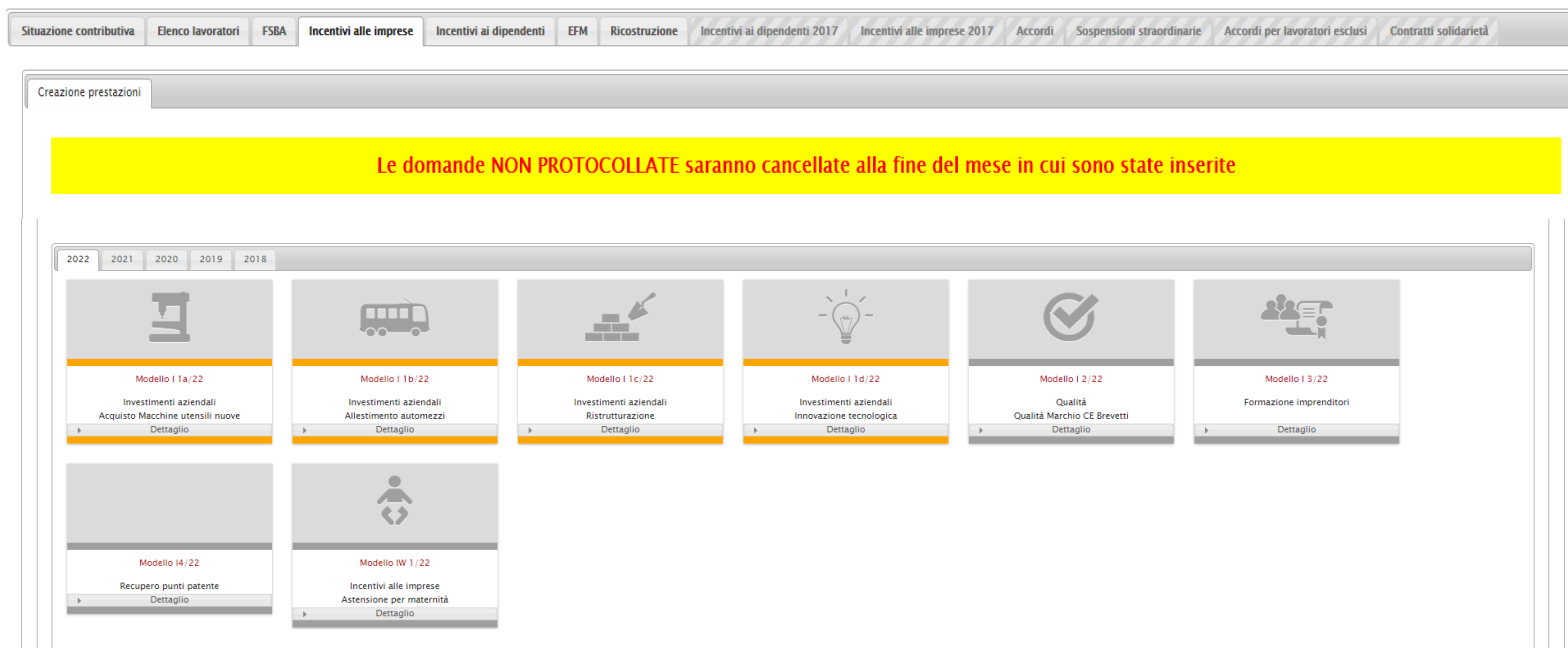 Situazione contributiva Elenco lavoratori FSBA Incentivi alle imprese Incentivi ai dipendenti EFM Ricostruzione Incentivi ai dipendenti 2017 Incentivi alle imprese 2017 Accordi Sospensioni straordinarie Accordi per lavoratori esclusi Contratti solidarietà
Creazione prestazioni
Le domande NON PROTOCOLLATE saranno cancellate alla fine del mese in cui sono state inserite
2022 2021 2020 2019 2018
Modello I 1a/22
Investimenti aziendali
Acquisto Macchine utensili nuove
Dettaglio
Modello I 1b/22
Investimenti aziendali
Allestimento automezzi
Dettaglio
Modello I 1c/22
Investimenti aziendali
Ristrutturazione
Dettaglio
Modello I 1d/22
Investimenti aziendali
Innovazione tecnologica
Dettaglio
Modello I 2/22
Qualità
Qualità Marchio CE Brevetti
Dettaglio
Modello I 3/22
Formazione imprenditori
Dettaglio
Modello I4/22
Recupero punti patente
Dettaglio
Modello IW 1/22
Incentivi alle imprese
Astensione per maternità
Dettaglio